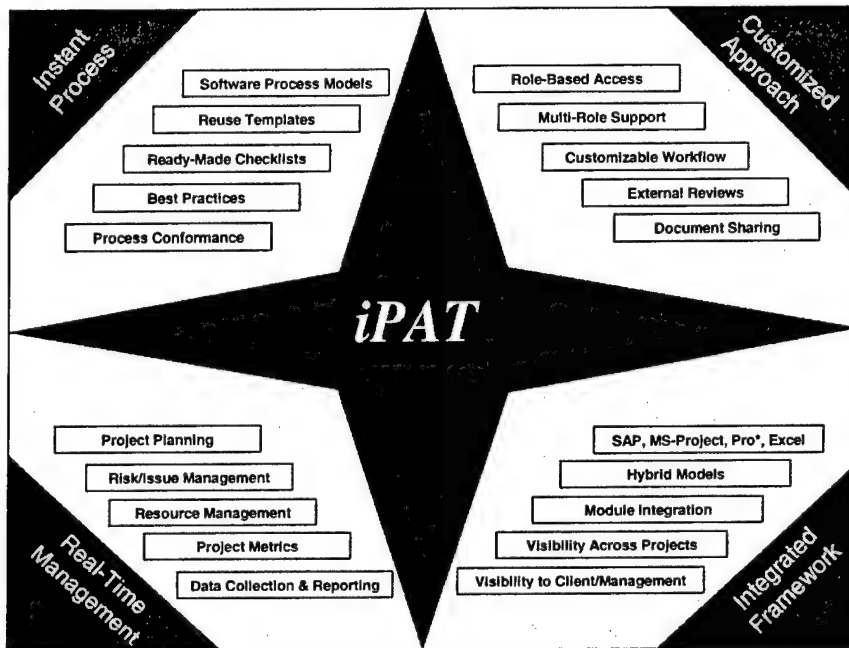 Instant
Process
Software Process Models
Reuse Templates
Ready-Made Checklists
Best Practices
Process Conformance
Customized
Approach
Role-Based Access
Multi-Role Support
Customizable Workflow
External Reviews
Document Sharing
iPAT
Real-Time
Management
Project Planning
Risk/Issue Management
Resource Management
Project Metrics
Data Collection & Reporting
SAP, MS-Project, Pro*, Excel
Hybrid Models
Module Integration
Visibility Across Projects
Visibility to Client/Management
Integrated
Framework